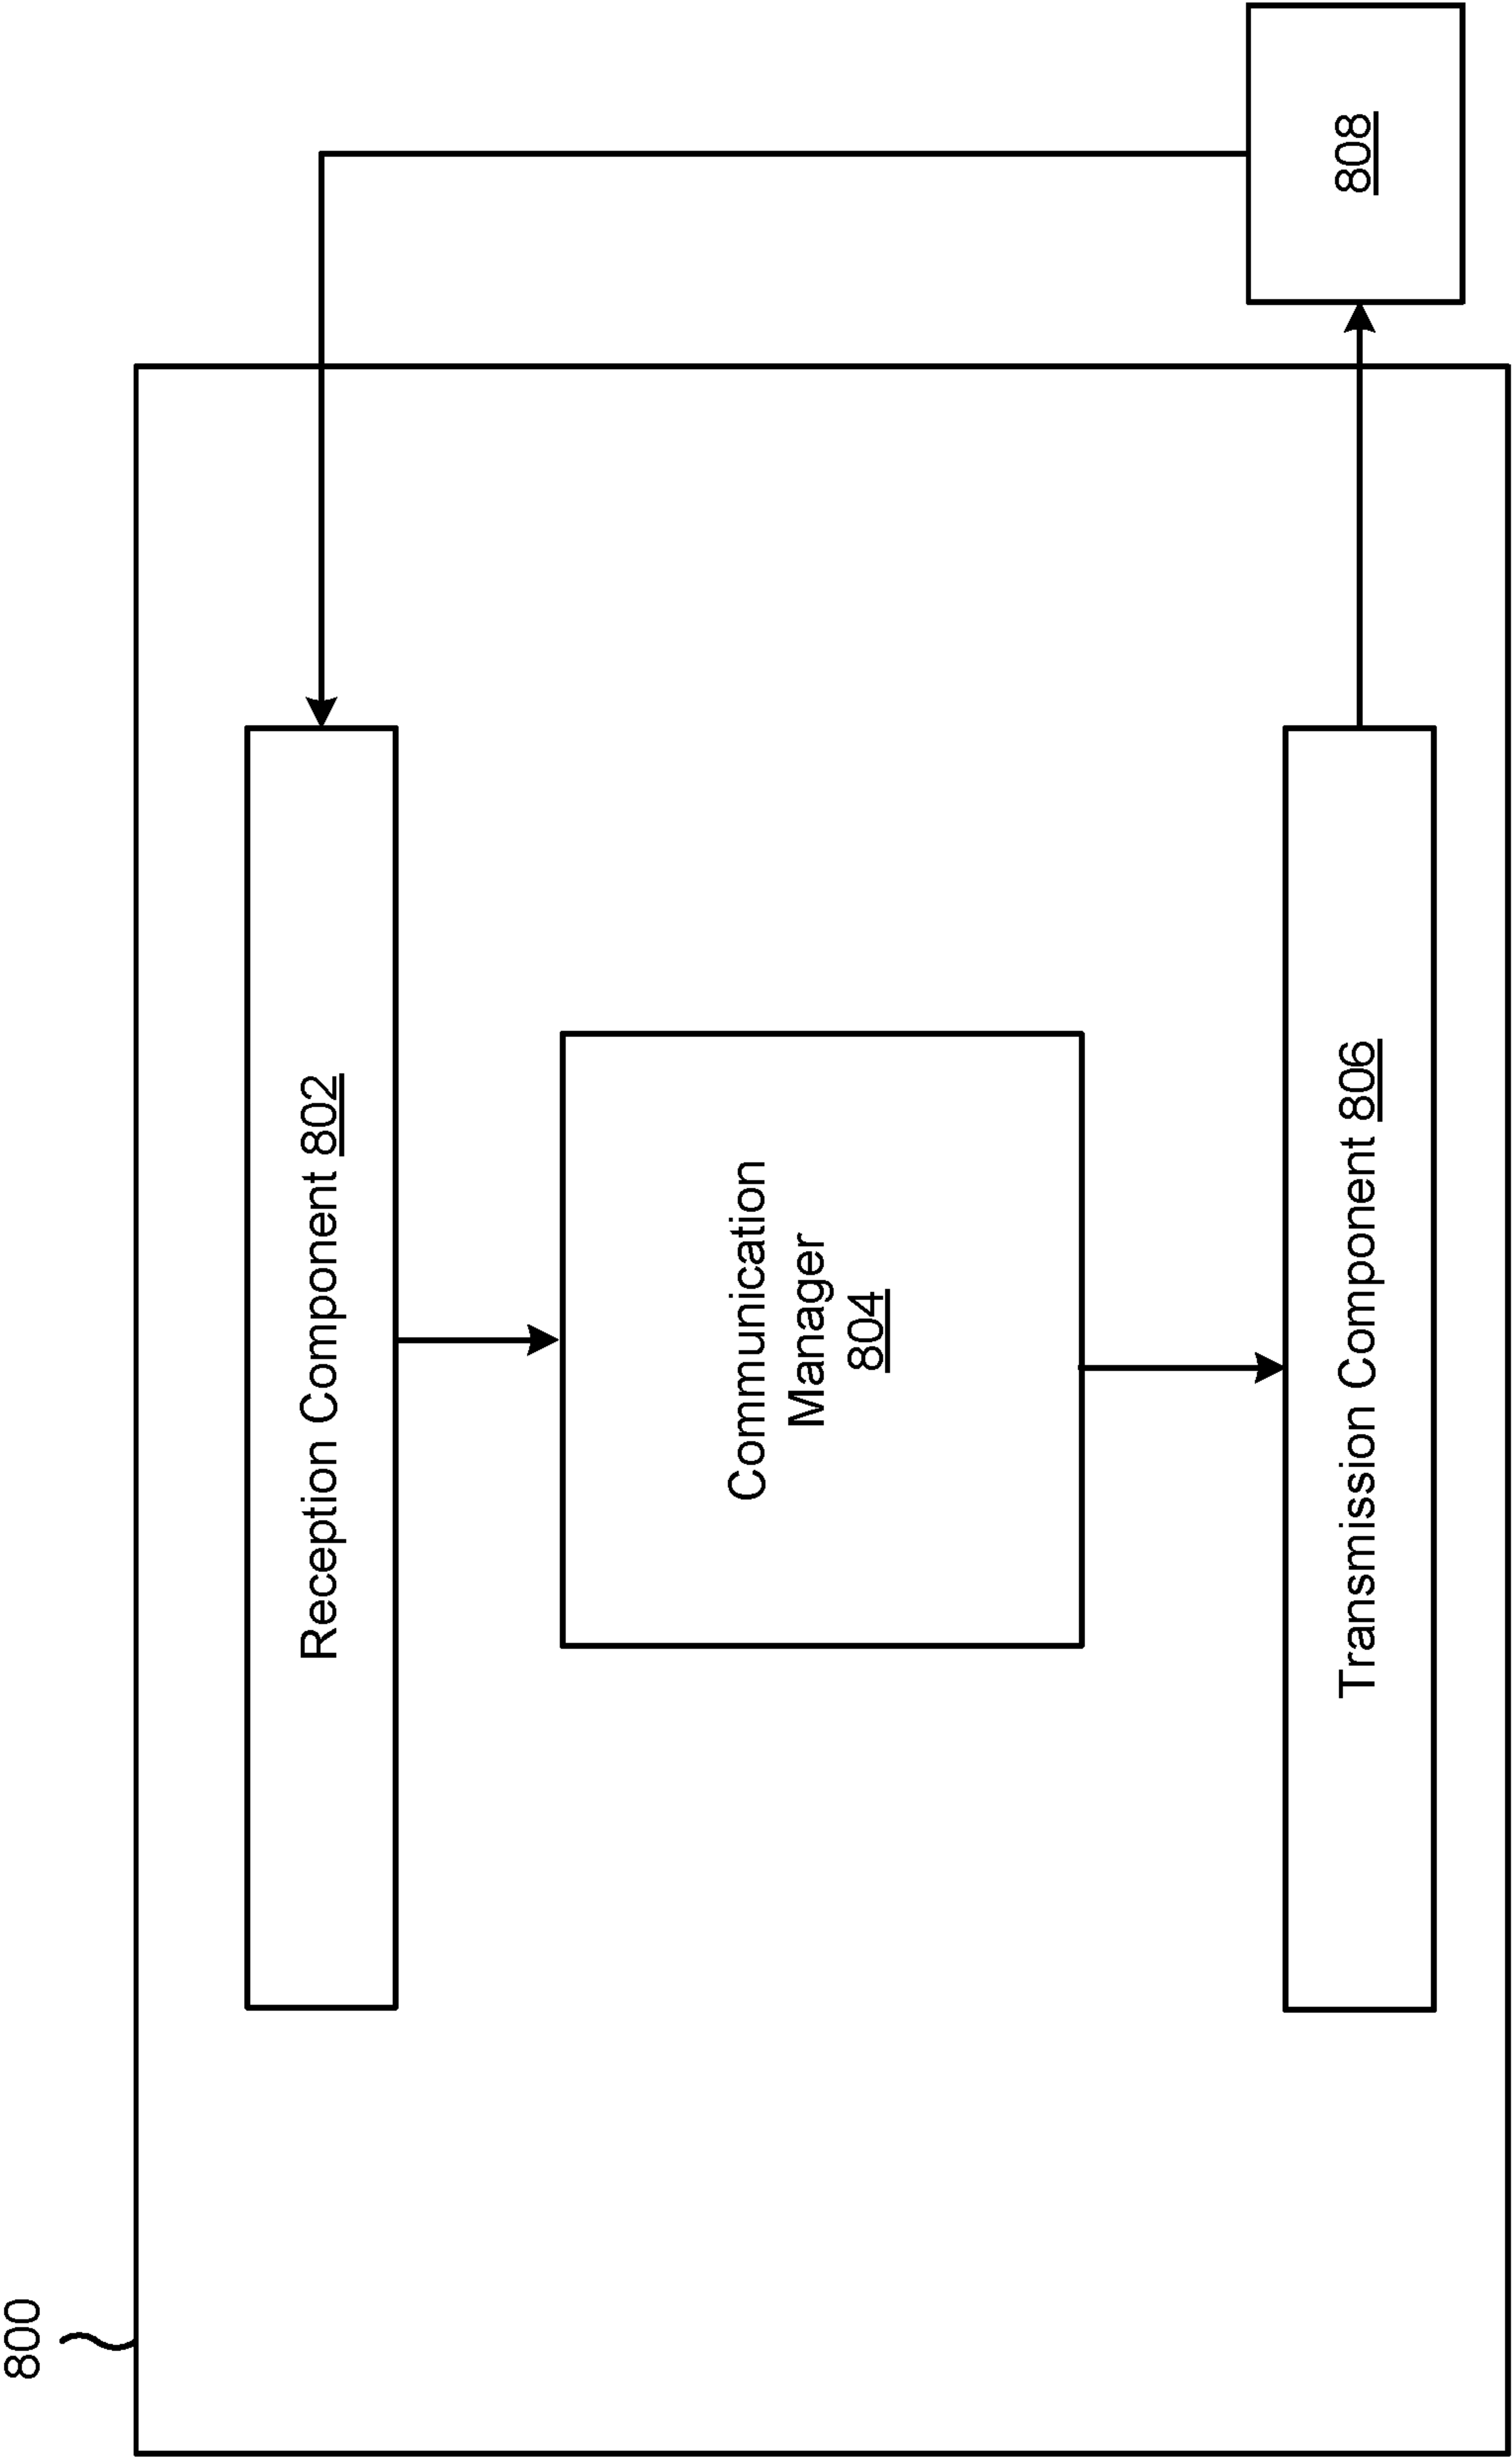 800
Reception Component 802
Communication
Manager
804
Transmission Component 806
808